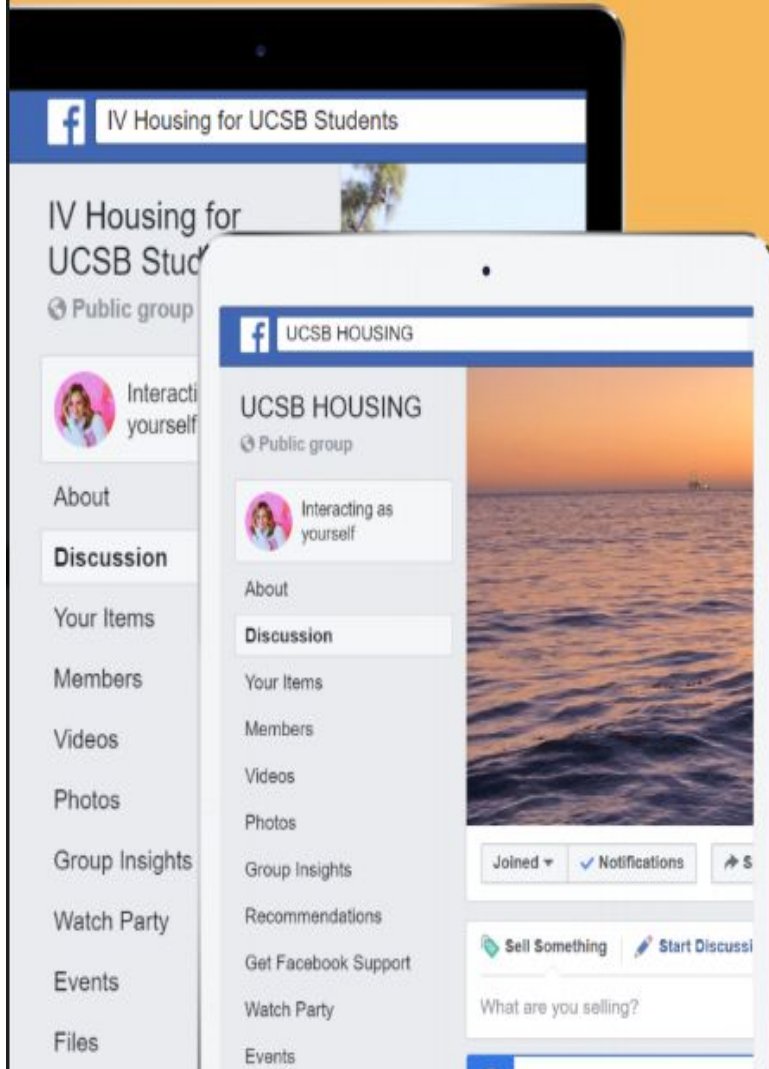 IV Housing for UCSB Students
IV Housing for
UCSB Stud
Public group
Interacti
yourself
About
Discussion
Your Items
Members
Videos
Photos
Group Insights
Watch Party
Events
Files
UCSB HOUSING
UCSB HOUSING
Public group
Interacting as
yourself
About
Discussion
Your Items
Members
Videos
Photos
Group Insights
Recommendations
Get Facebook Support
Watch Party
Events
Joined
Notifications
S
Sell Something
Start Discussi
What are you selling?